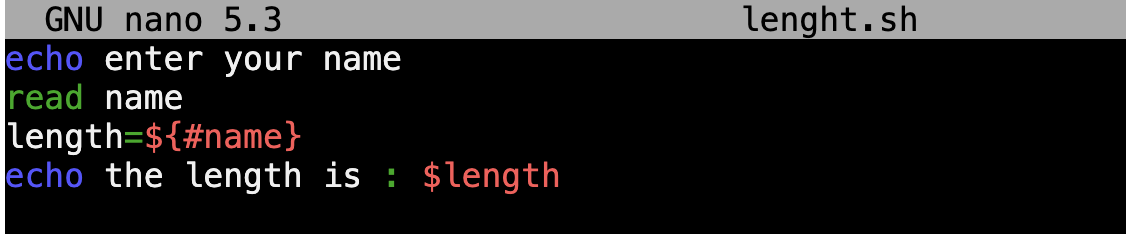 GNU nano 5.3 lenght.sh
echo enter your name
read name
length=${#name}
echo the length is : $length